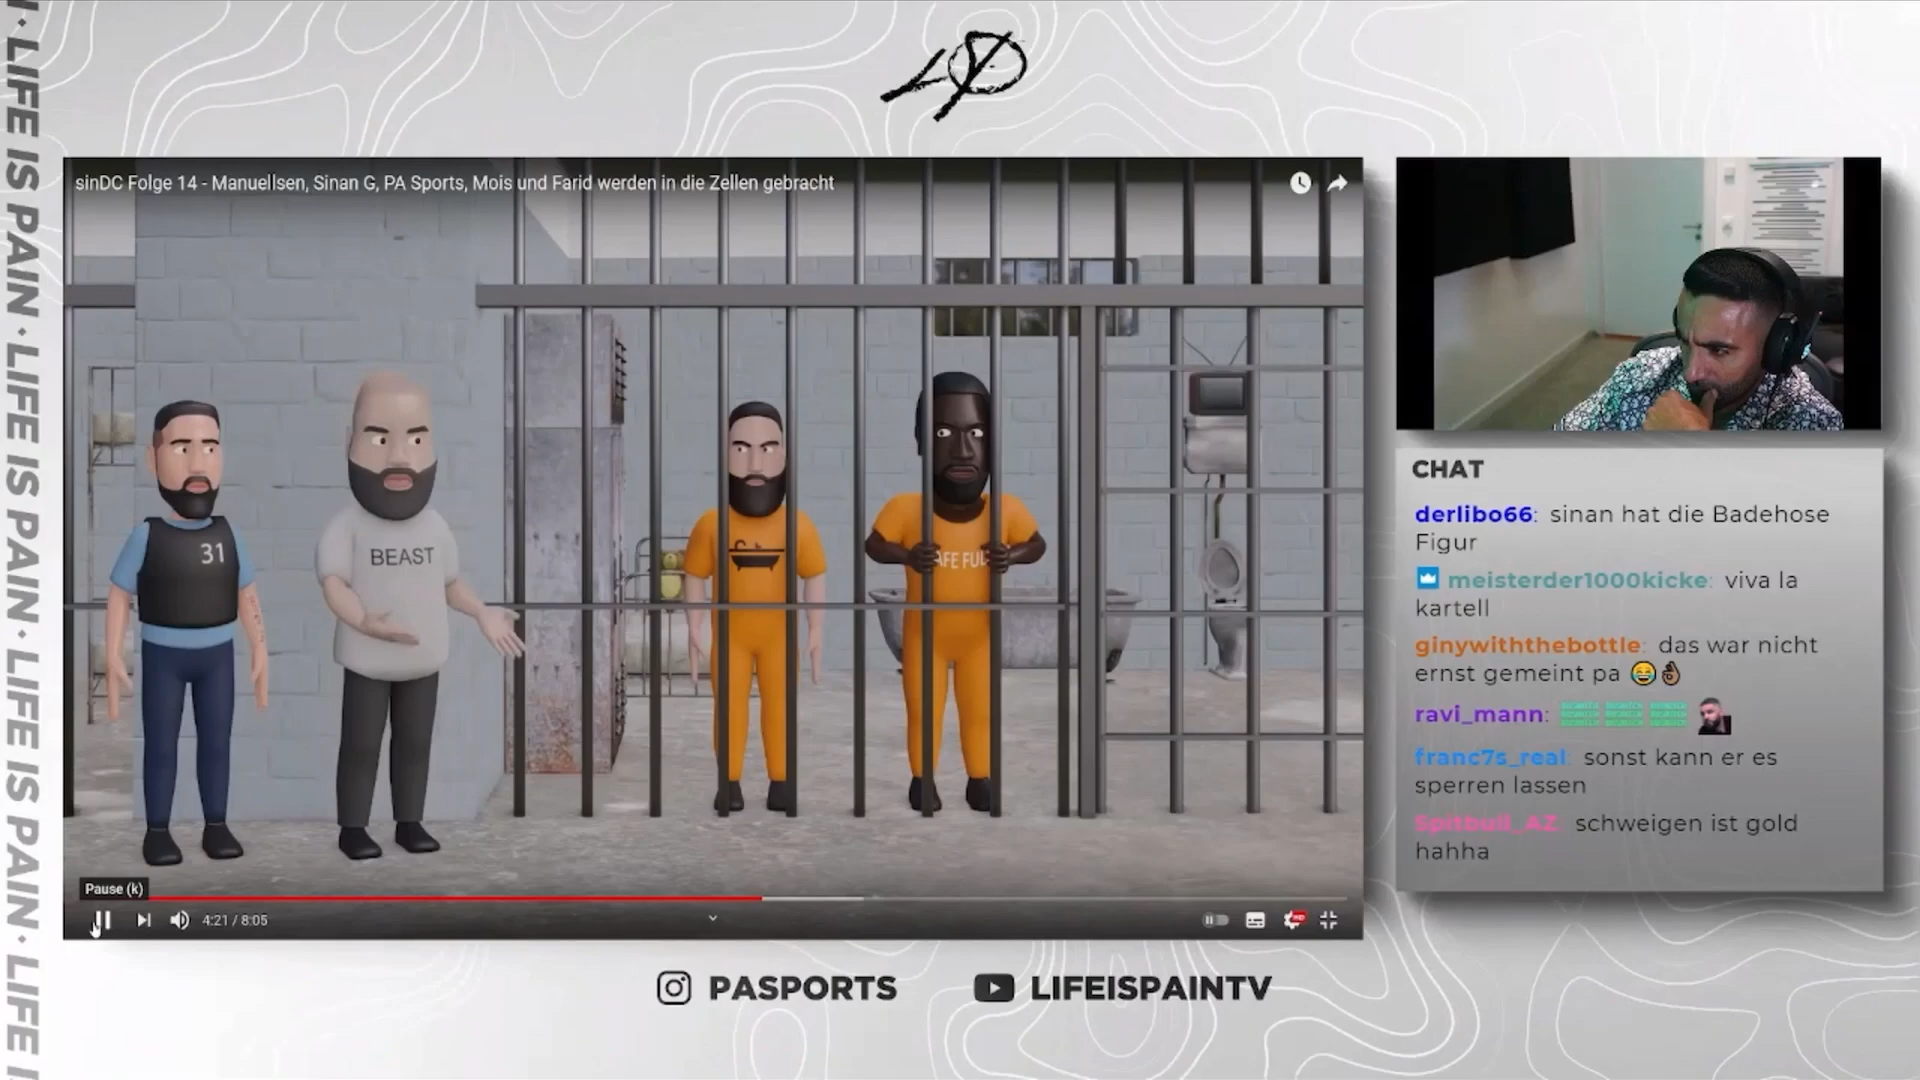 LIFE IS PAIN · LIFE IS PAIN · LIFE IS PAIN · LIFE I
sinDC Folge 14 - Manuellsen, Sinan G, PA Sports, Mois und Farid werden in die Zellen gebracht
31
BEAST
AFE FUL
Pause (k)
4:21 / 8:05
CHAT
derlibo66: sinan hat die Badehose
Figur
meisterder1000kicke: viva la
kartell
ginywiththebottle: das war nicht
ernst gemeint pa 😂👌🏾
ravi_mann:
franc7s_real: sonst kann er es
sperren lassen
Spitbull_AZ: schweigen ist gold
hahha
PASPORTS
LIFEISPAINTV